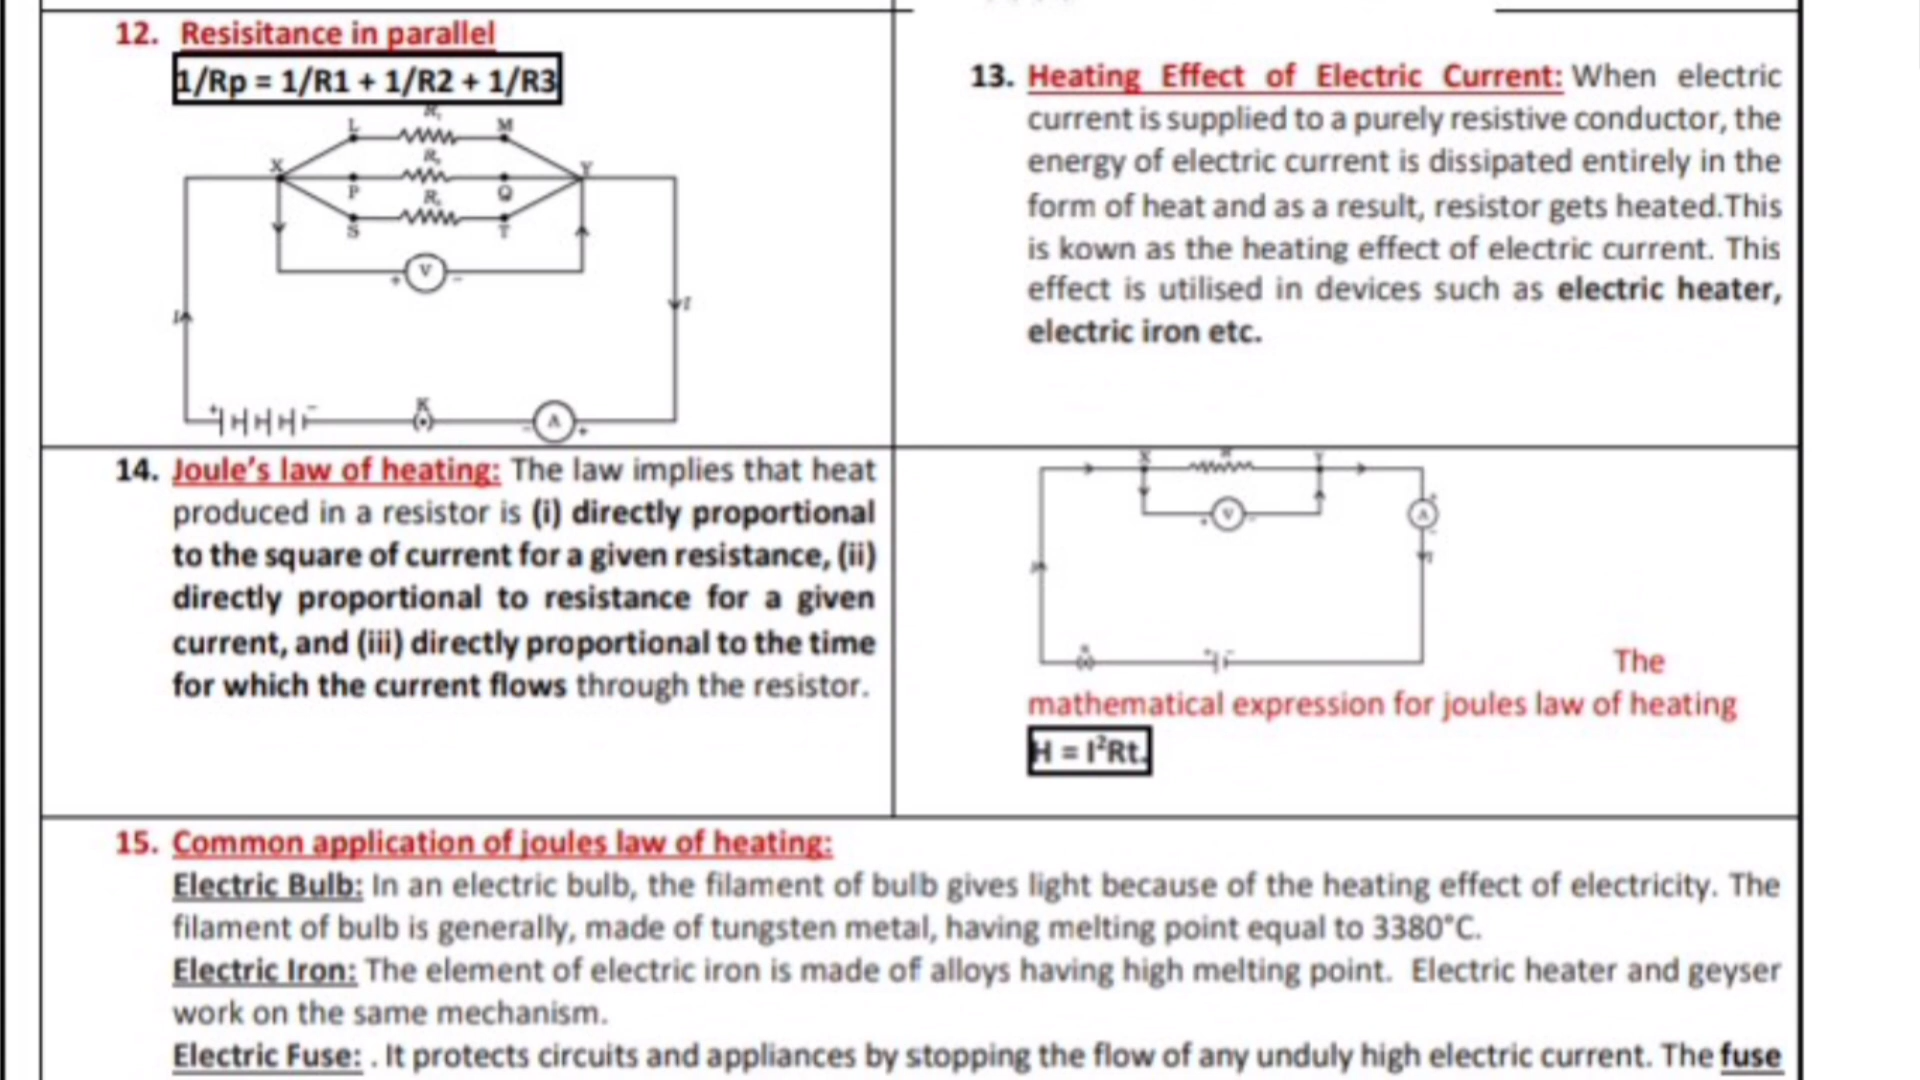 12. Resisitance in parallel
1/Rp = 1/R1 + 1/R2 + 1/R3
L M
X Y
P Q
S T
+ V -
I
+ - K - A +
13. Heating Effect of Electric Current: When electric
current is supplied to a purely resistive conductor, the
energy of electric current is dissipated entirely in the
form of heat and as a result, resistor gets heated.This
is kown as the heating effect of electric current. This
effect is utilised in devices such as electric heater,
electric iron etc.
14. Joule's law of heating: The law implies that heat
produced in a resistor is (i) directly proportional
to the square of current for a given resistance, (ii)
directly proportional to resistance for a given
current, and (iii) directly proportional to the time
for which the current flows through the resistor.
X Y
+ V - A
The
mathematical expression for joules law of heating
H = I²Rt.
15. Common application of joules law of heating:
Electric Bulb: In an electric bulb, the filament of bulb gives light because of the heating effect of electricity. The
filament of bulb is generally, made of tungsten metal, having melting point equal to 3380°C.
Electric Iron: The element of electric iron is made of alloys having high melting point. Electric heater and geyser
work on the same mechanism.
Electric Fuse: . It protects circuits and appliances by stopping the flow of any unduly high electric current. The fuse